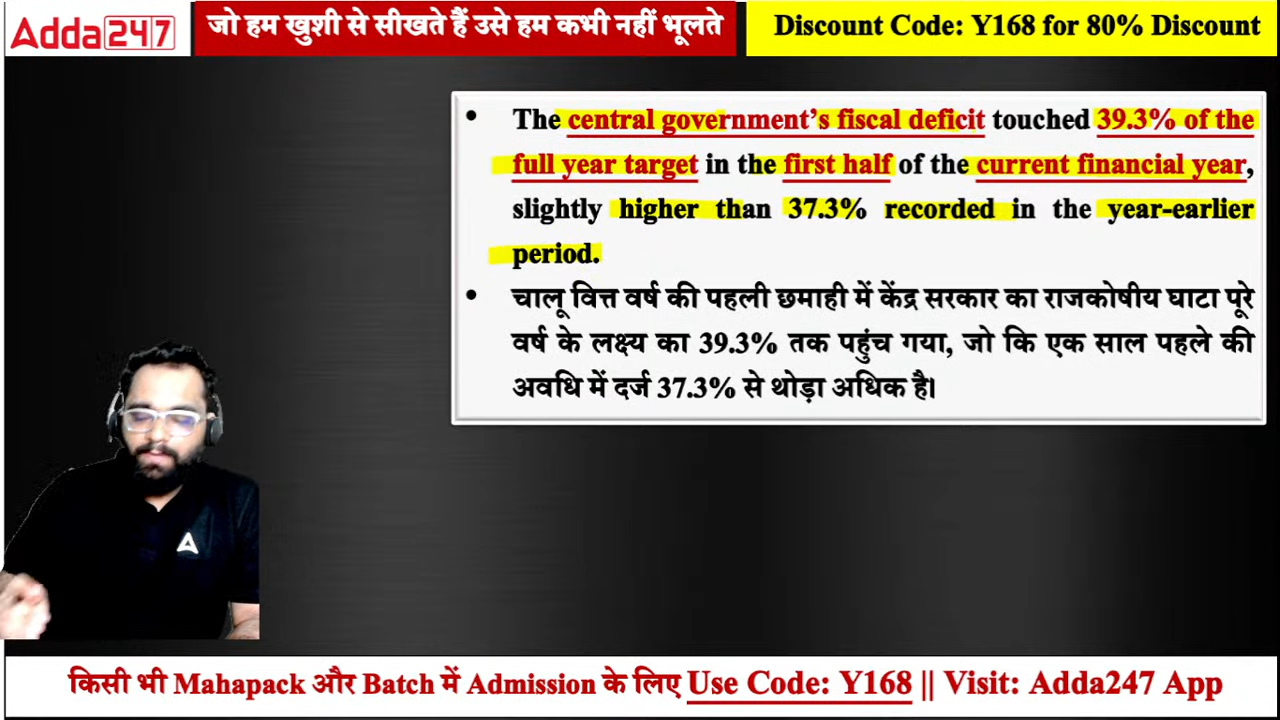 Adda247
जो हम खुशी से सीखते हैं उसे हम कभी नहीं भूलते
Discount Code: Y168 for 80% Discount
• The central government’s fiscal deficit touched 39.3% of the
full year target in the first half of the current financial year,
slightly higher than 37.3% recorded in the year-earlier
period.
• चालू वित्त वर्ष की पहली छमाही में केंद्र सरकार का राजकोषीय घाटा पूरे
वर्ष के लक्ष्य का 39.3% तक पहुंच गया, जो कि एक साल पहले की
अवधि में दर्ज 37.3% से थोड़ा अधिक है।
किसी भी Mahapack और Batch में Admission के लिए Use Code: Y168 || Visit: Adda247 App